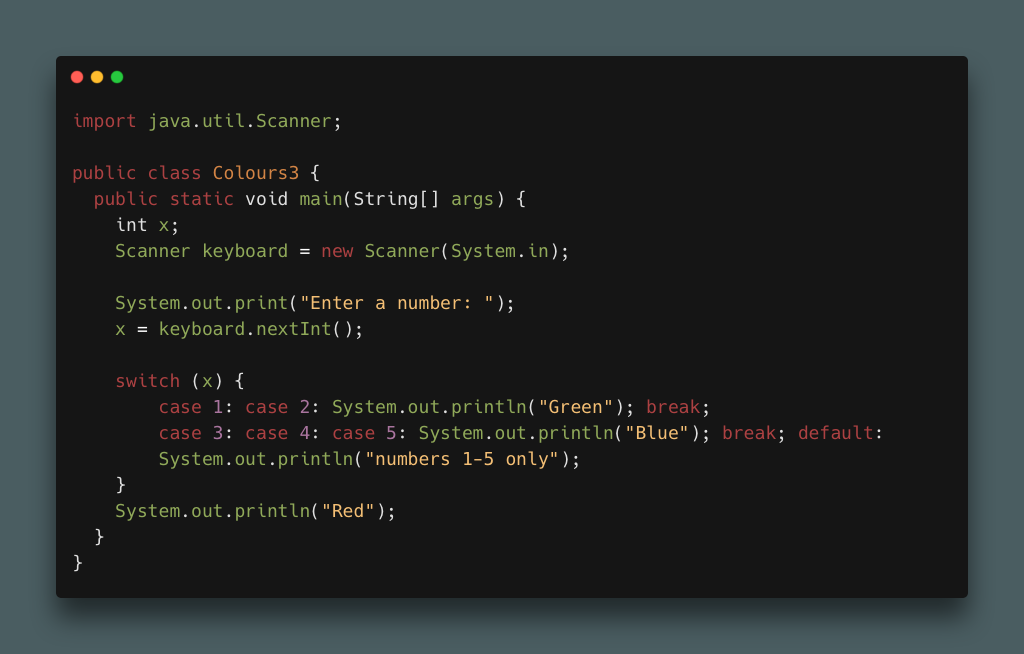 import java.util.Scanner;
public class Colours3 {
public static void main(String[] args) {
int x;
Scanner keyboard = new Scanner(System.in);
System.out.print("Enter a number: ");
x = keyboard.nextInt();
switch (x) {
case 1: case 2: System.out.println("Green"); break;
case 3: case 4: case 5: System.out.println("Blue"); break; default:
System.out.println("numbers 1-5 only");
}
System.out.println("Red");
}
}